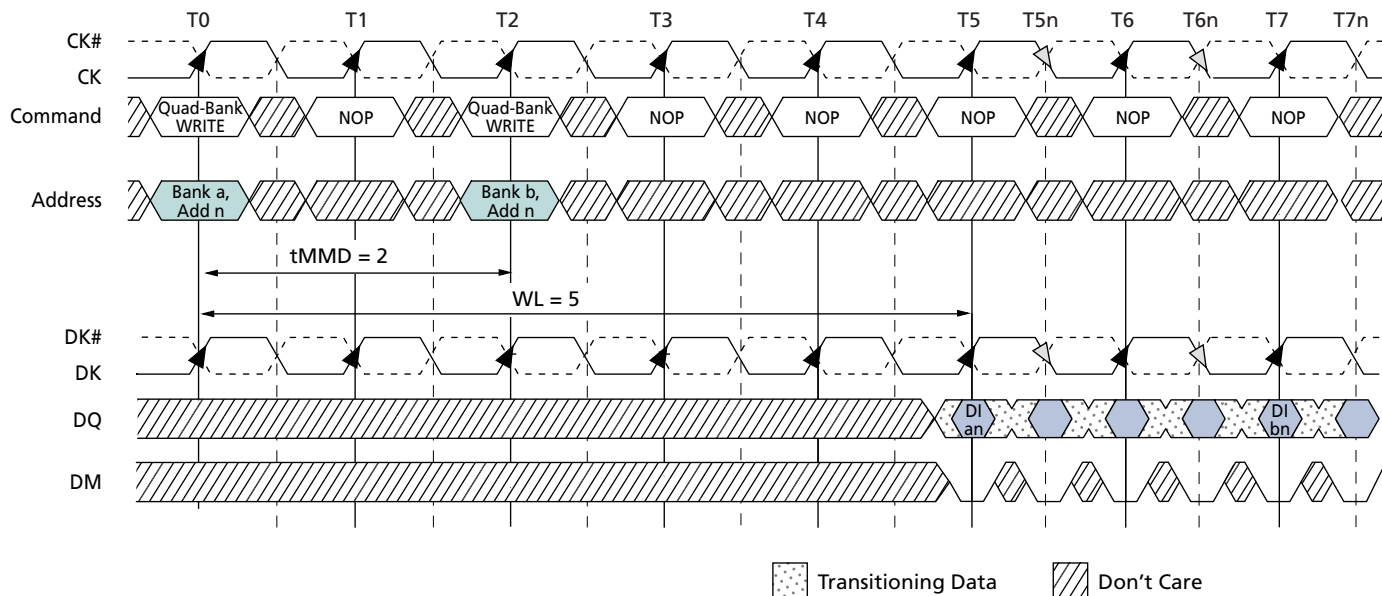 T0 T1 T2 T3 T4 T5 T5n T6 T6n T7 T7n
CK#
CK
Command
Quad-Bank
WRITE
NOP
Quad-Bank
WRITE
NOP
NOP
NOP
NOP
NOP
Address
Bank a,
Add n
Bank b,
Add n
tMMD = 2
WL = 5
DK#
DK
DQ
DI
an
DI
bn
DM
Transitioning Data
Don't Care